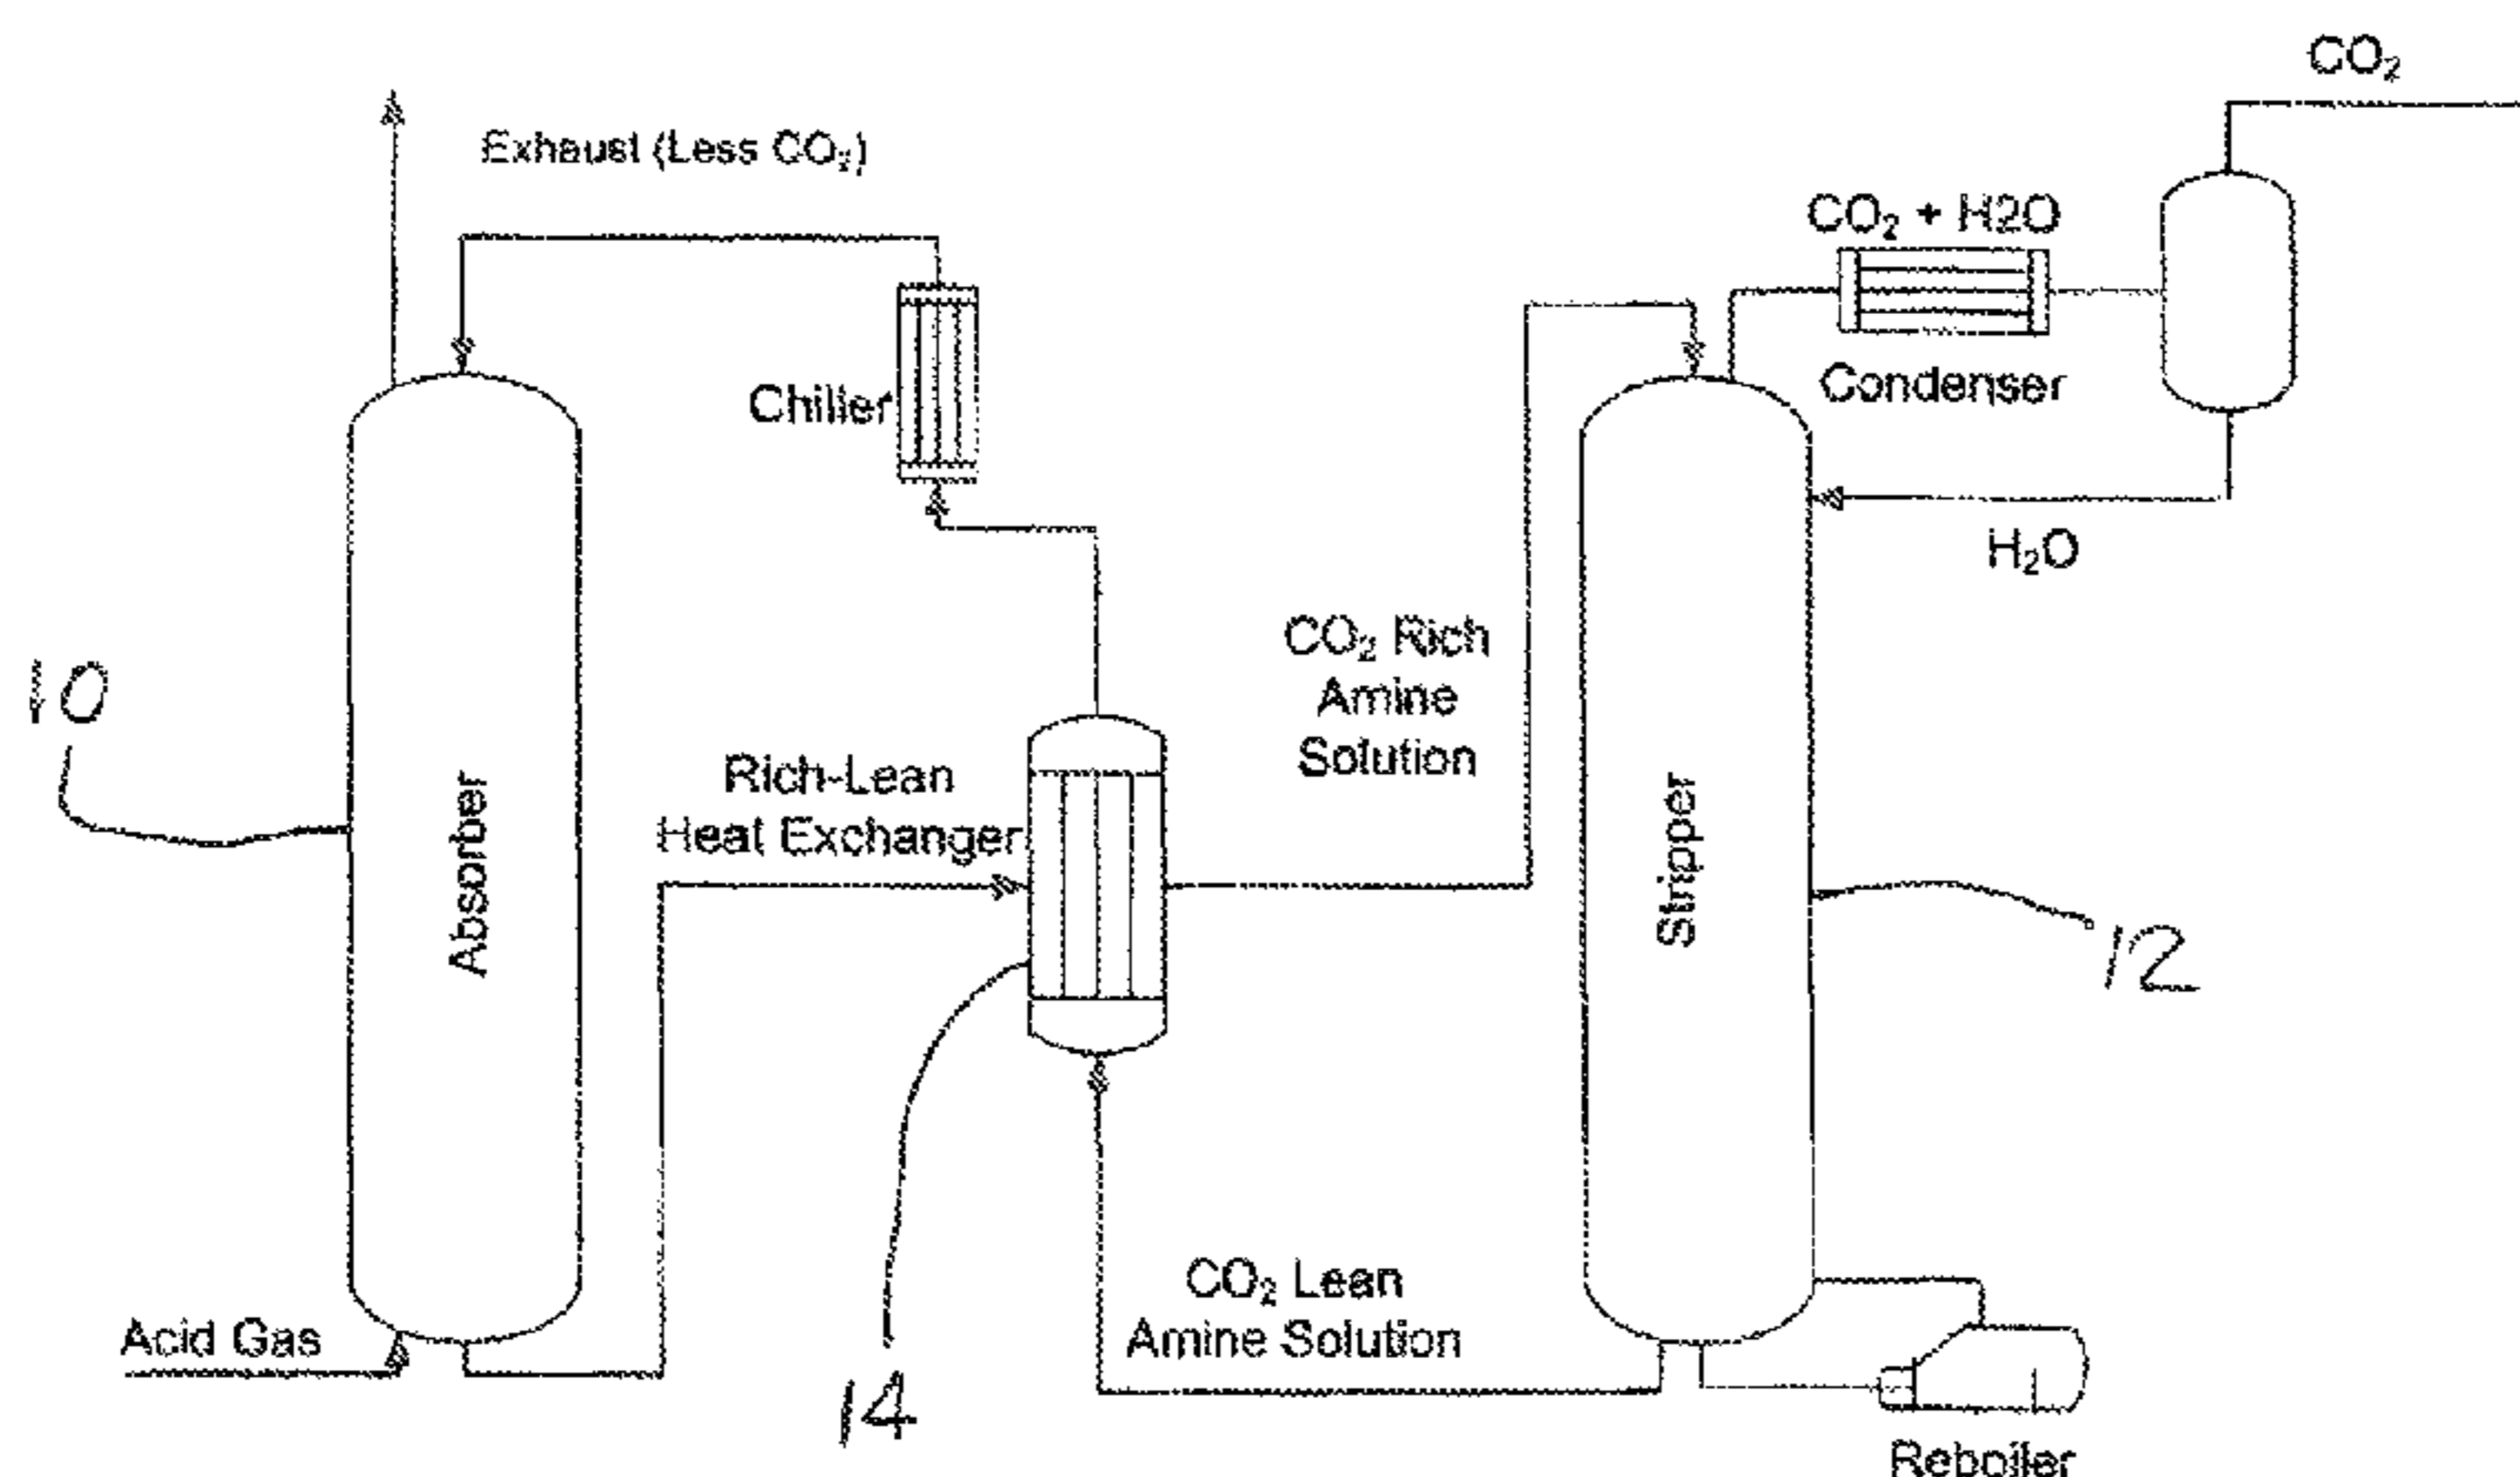 CO₂
Exhaust (Less CO₂)
CO₂ + H2O
Condenser
Chiller
H₂O
CO₂ Rich
Amine
Solution
10
Rich-Lean
Heat Exchanger
Absorber
Stripper
12
CO₂ Lean
Amine Solution
Acid Gas
14
Reboiler